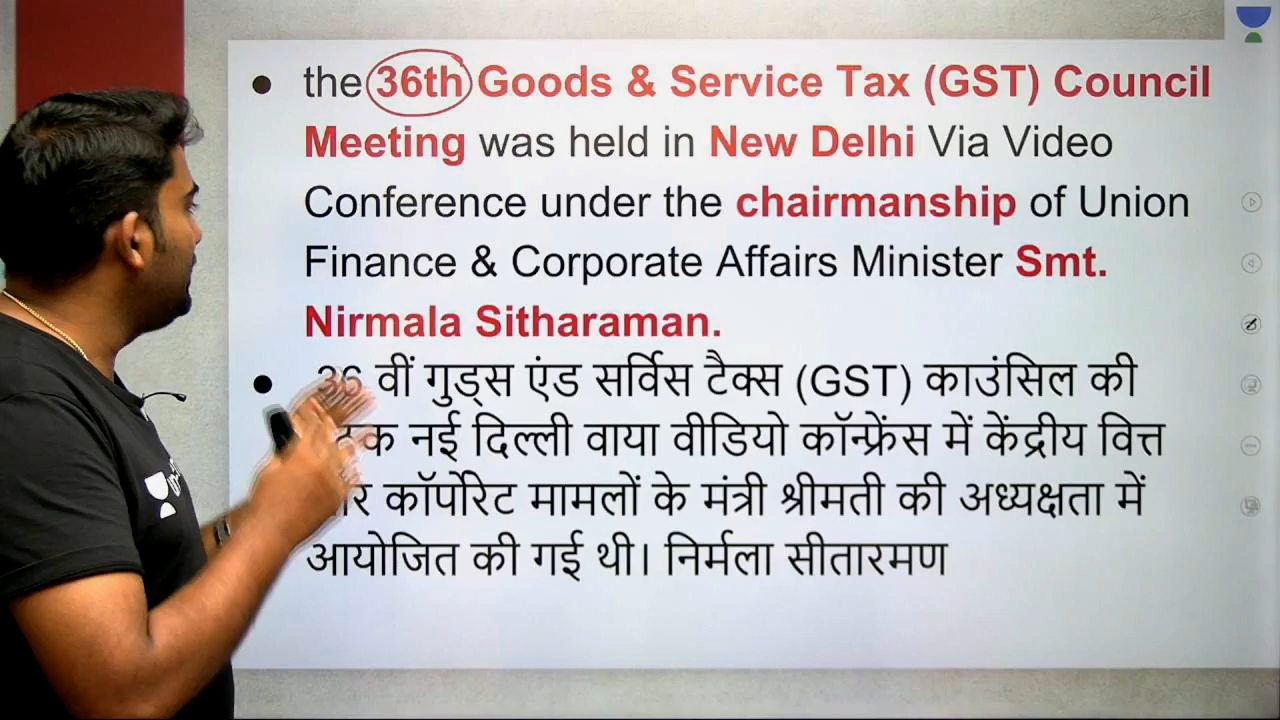 the 36th Goods & Service Tax (GST) Council
Meeting was held in New Delhi Via Video
Conference under the chairmanship of Union
Finance & Corporate Affairs Minister Smt.
Nirmala Sitharaman.
36 वीं गुड्स एंड सर्विस टैक्स (GST) काउंसिल की
नई दिल्ली वाया वीडियो कॉन्फ्रेंस में केंद्रीय वित्त
कॉर्पोरेट मामलों के मंत्री श्रीमती की अध्यक्षता में
आयोजित की गई थी। निर्मला सीतारमण